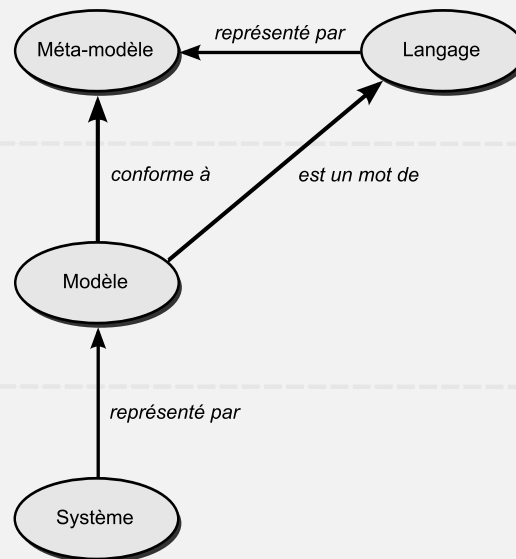 représenté par
Méta-modèle
Langage
conforme à
est un mot de
Modèle
représenté par
Système